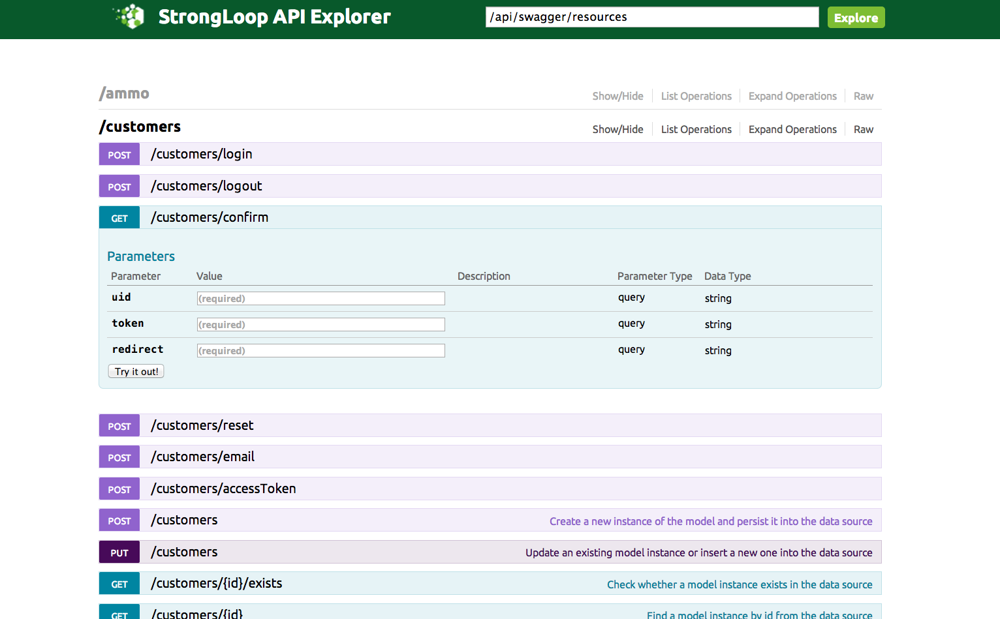 StrongLoop API Explorer /api/swagger/resources Explore
/ammo Show/Hide List Operations Expand Operations Raw
/customers Show/Hide List Operations Expand Operations Raw
POST /customers/login
POST /customers/logout
GET /customers/confirm
Parameters
Parameter Value Description Parameter Type Data Type
uid (required) query string
token (required) query string
redirect (required) query string
Try it out!
POST /customers/reset
POST /customers/email
POST /customers/accessToken
POST /customers Create a new instance of the model and persist it into the data source
PUT /customers Update an existing model instance or insert a new one into the data source
GET /customers/{id}/exists Check whether a model instance exists in the data source
GET /customers/{id} Find a model instance by id from the data source